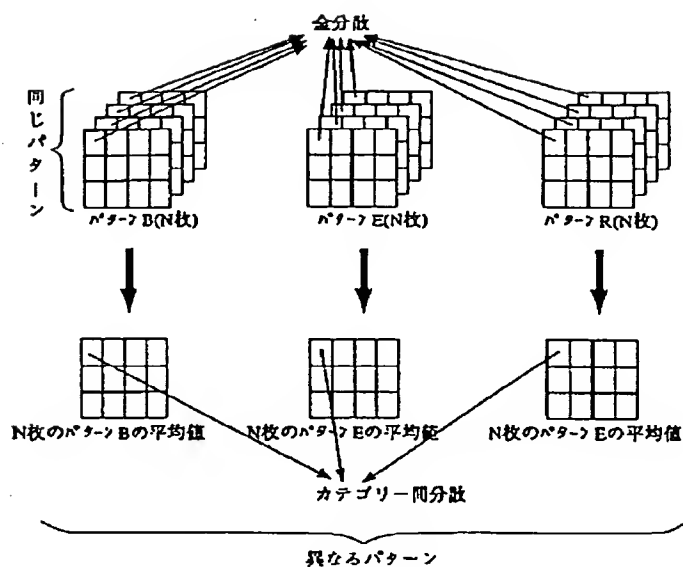 全分散
同じパターン
パターンB(N枚)
パターンE(N枚)
パターンR(N枚)
N枚のパターンBの平均値
N枚のパターンEの平均値
N枚のパターンEの平均値
カテゴリー間分散
異なるパターン